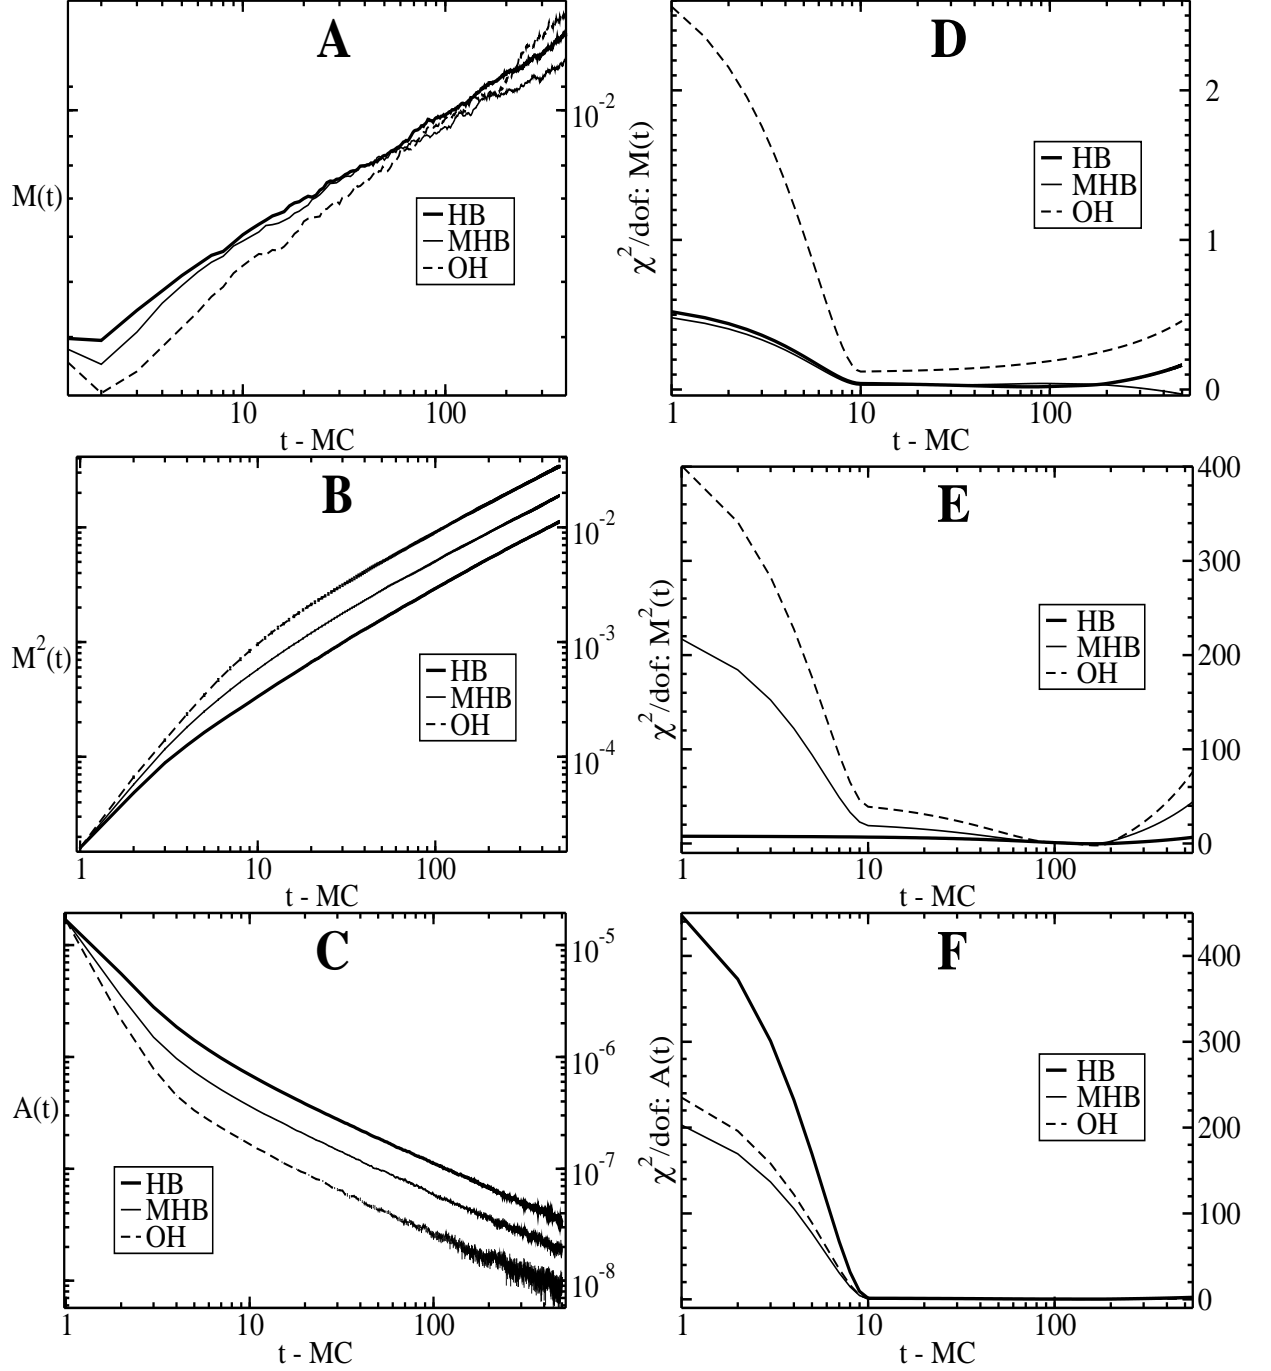 A
10^-2
M(t)
HB
MHB
OH
10
100
t - MC
D
2
1
0
χ^2/dof: M(t)
HB
MHB
OH
1
10
100
t - MC
B
10^-2
10^-3
10^-4
M^2(t)
HB
MHB
OH
1
10
100
t - MC
E
400
300
200
100
0
χ^2/dof: M^2(t)
HB
MHB
OH
1
10
100
t - MC
C
10^-5
10^-6
10^-7
10^-8
A(t)
HB
MHB
OH
1
10
100
t - MC
F
400
300
200
100
0
χ^2/dof: A(t)
HB
MHB
OH
1
10
100
t - MC